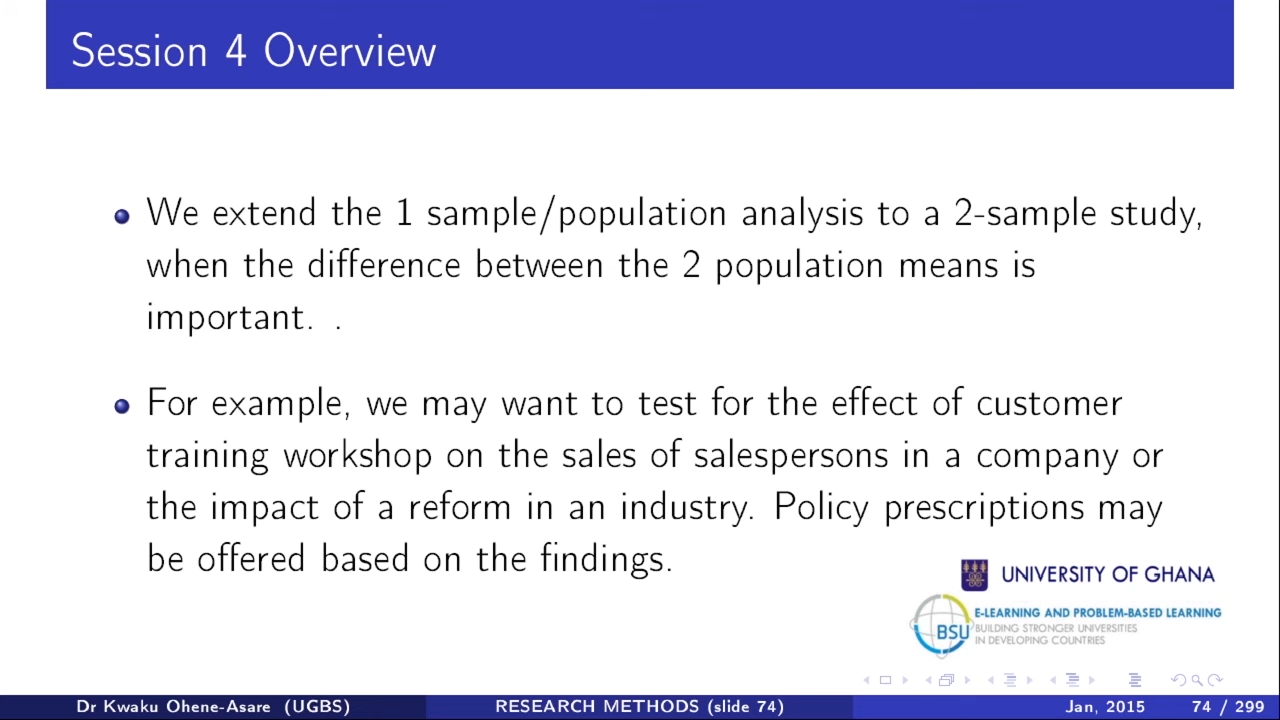 Session 4 Overview
We extend the 1 sample/population analysis to a 2-sample study,
when the difference between the 2 population means is
important. .
For example, we may want to test for the effect of customer
training workshop on the sales of salespersons in a company or
the impact of a reform in an industry. Policy prescriptions may
be offered based on the findings.
UNIVERSITY OF GHANA
E-LEARNING AND PROBLEM-BASED LEARNING
BSU
BUILDING STRONGER UNIVERSITIES
IN DEVELOPING COUNTRIES
Dr Kwaku Ohene-Asare (UGBS)
RESEARCH METHODS (slide 74)
Jan, 2015
74 / 299